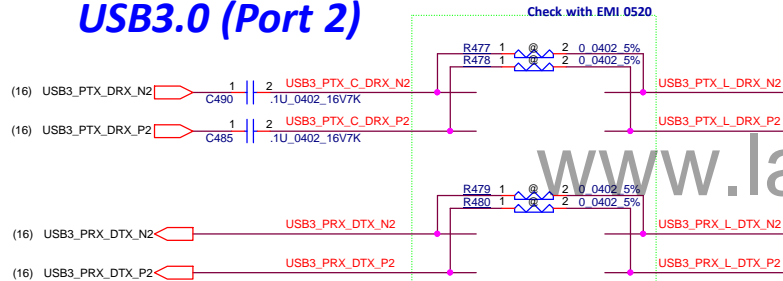 USB3.0 (Port 2)
Check with EMI 0520
R477 1 @ 2 0_0402_5%
R478 1 @ 2 0_0402_5%
(16) USB3_PTX_DRX_N2 1 2 USB3_PTX_C_DRX_N2 USB3_PTX_L_DRX_N2
C490 .1U_0402_16V7K
(16) USB3_PTX_DRX_P2 1 2 USB3_PTX_C_DRX_P2 USB3_PTX_L_DRX_P2
C485 .1U_0402_16V7K
www.la
R479 1 @ 2 0_0402_5%
R480 1 @ 2 0_0402_5%
(16) USB3_PRX_DTX_N2 USB3_PRX_DTX_N2 USB3_PRX_L_DTX_N2
(16) USB3_PRX_DTX_P2 USB3_PRX_DTX_P2 USB3_PRX_L_DTX_P2